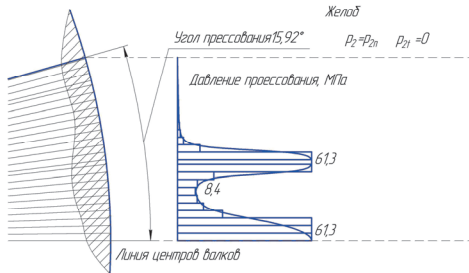 Желоб
Угол прессования15,92°
p₂=p₂ₙ p₂ₜ =0
Давление проессования, МПа
61,3
8,4
61,3
Линия центров валков